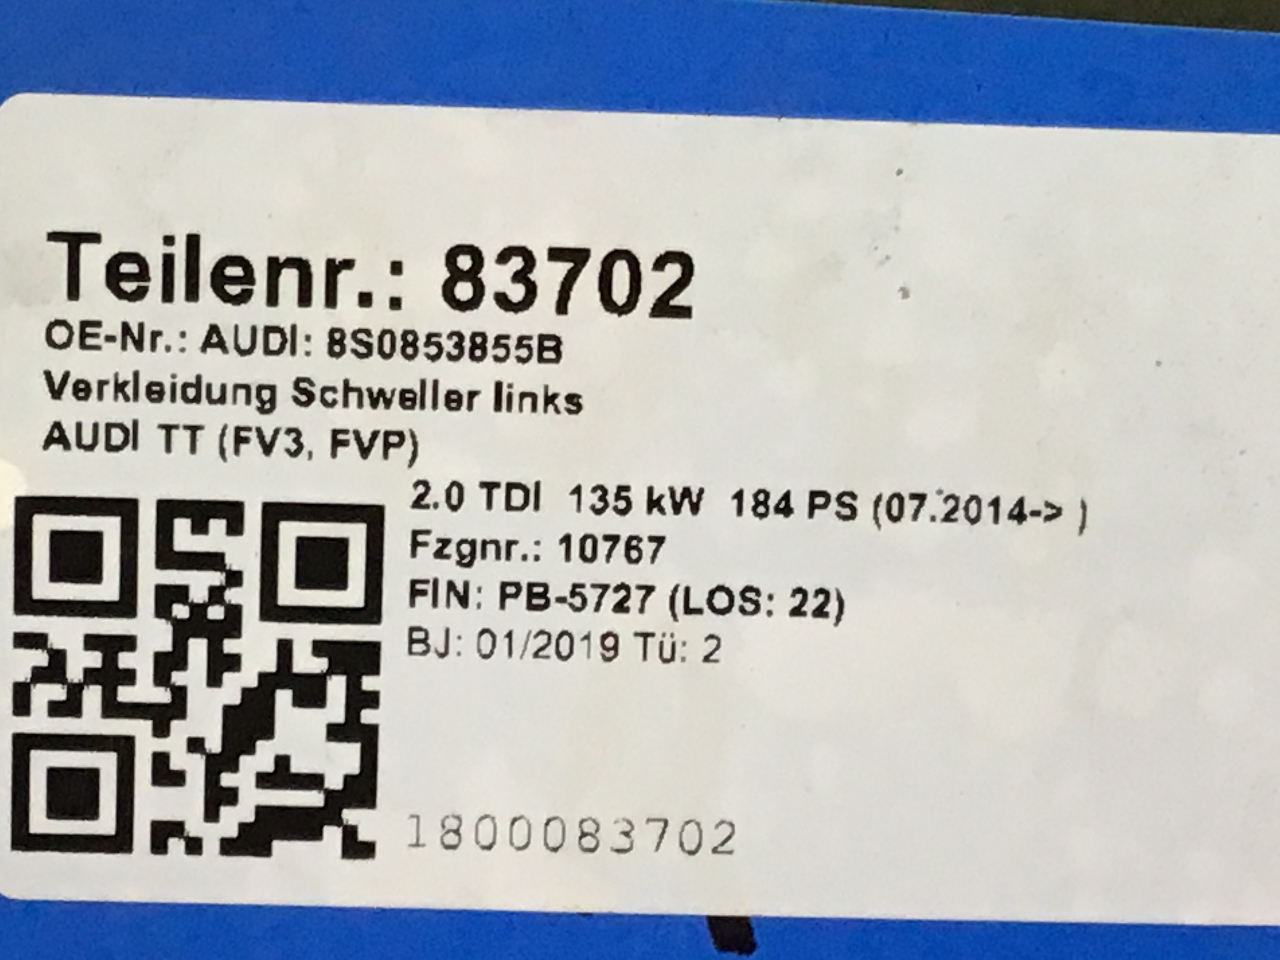 Teilenr.: 83702
OE-Nr.: AUDI: 8S0853855B
Verkleidung Schweller links
AUDI TT (FV3, FVP)
2.0 TDI 135 kW 184 PS (07.2014-> )
Fzgnr.: 10767
FIN: PB-5727 (LOS: 22)
BJ: 01/2019 Tü: 2
1800083702